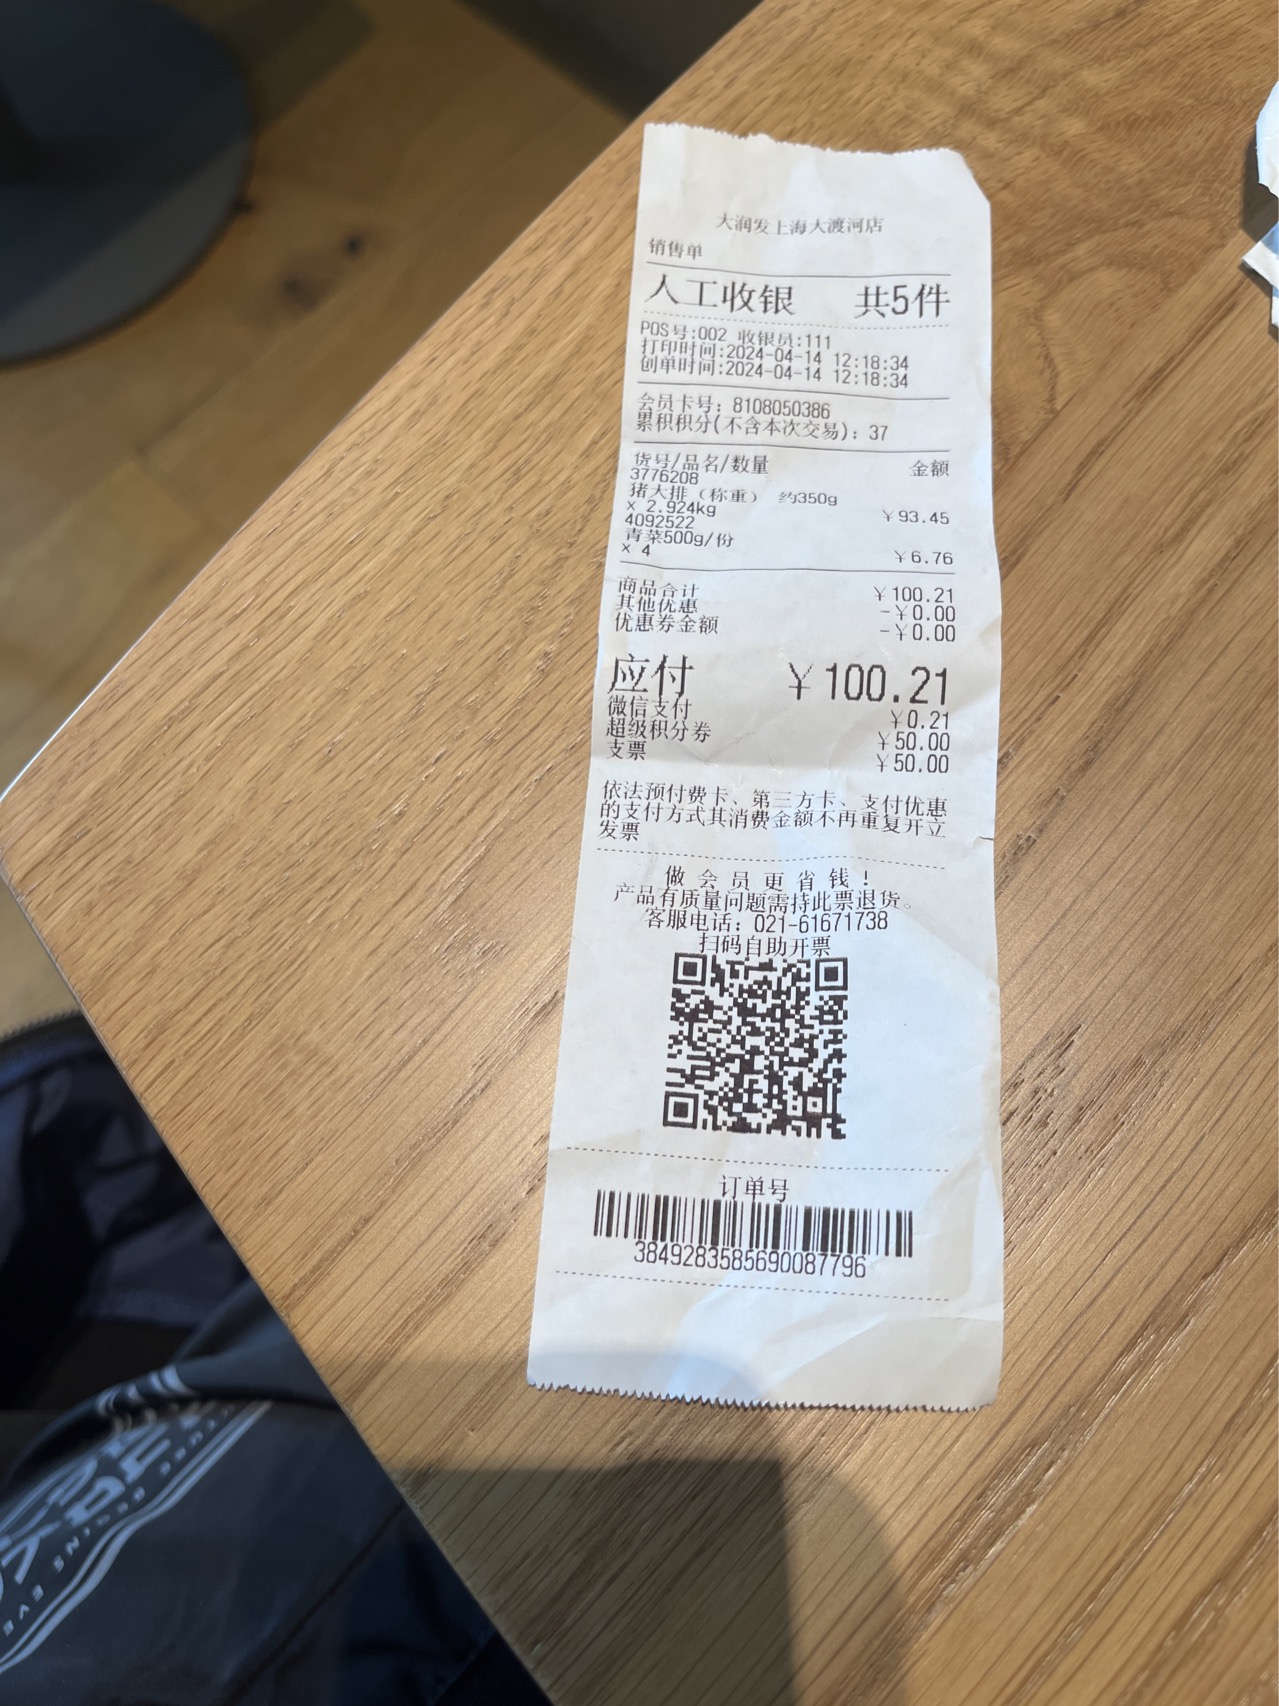 大润发上海大渡河店
销售单
人工收银 共5件
POS号:002 收银员:111
打印时间:2024-04-14 12:18:34
创单时间:2024-04-14 12:18:34
会员卡号：8108050386
累积积分(不含本次交易)：37
货号/品名/数量 金额
3776208
猪大排（称重） 约350g
x 2.924kg ￥93.45
4092522
青菜500g/份
x 4 ￥6.76
商品合计 ￥100.21
其他优惠 -￥0.00
优惠券金额 -￥0.00
应付 ￥100.21
微信支付 ￥0.21
超级积分券 ￥50.00
支票 ￥50.00
依法预付费卡、第三方卡、支付优惠
的支付方式其消费金额不再重复开立
发票
做会员更省钱！
产品有质量问题需持此票退货。
客服电话：021-61671738
扫码自助开票
订单号
3849283585690087796